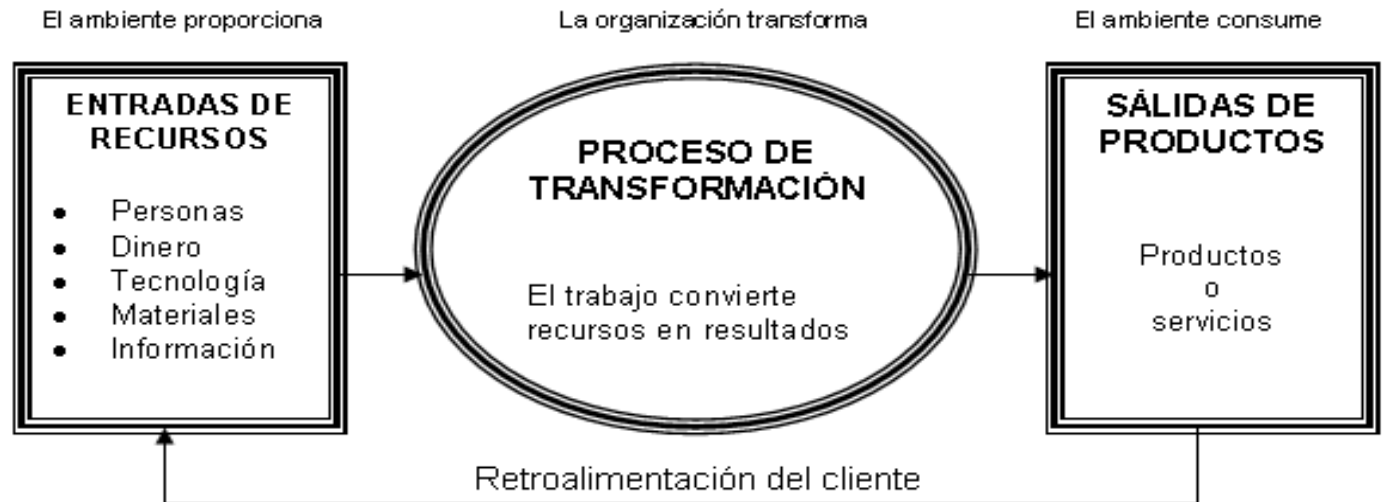 El ambiente proporciona
La organización transforma
El ambiente consume
ENTRADAS DE
RECURSOS
• Personas
• Dinero
• Tecnología
• Materiales
• Información
PROCESO DE
TRANSFORMACIÓN
El trabajo convierte
recursos en resultados
SÁLIDAS DE
PRODUCTOS
Productos
o
servicios
Retroalimentación del cliente